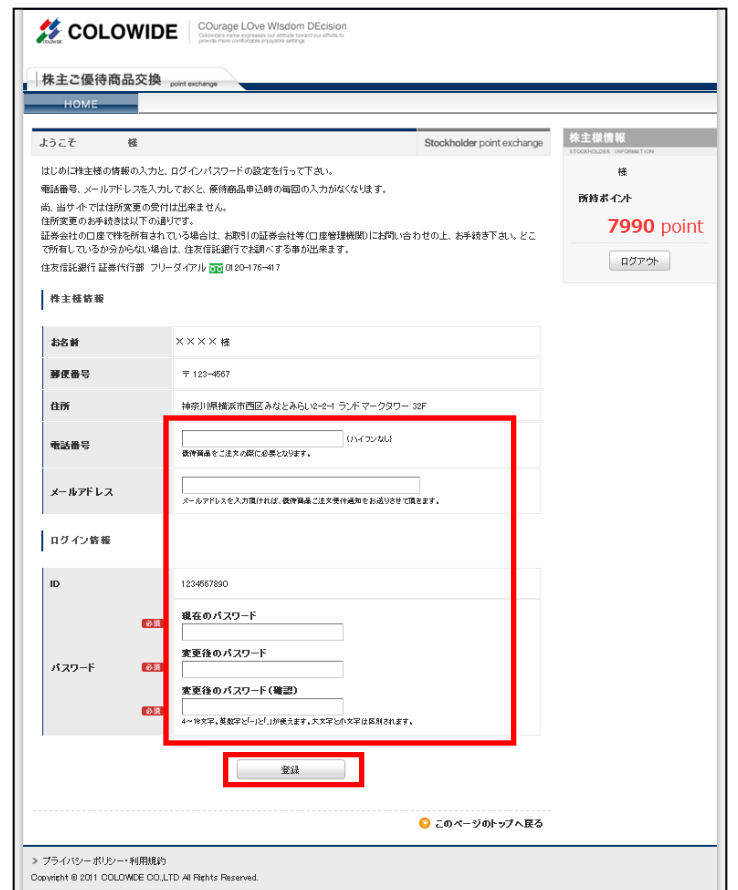 COLOWIDE
COLOWIDE
COurage LOve WIsdom DEcision
Colowide's name expresses our attitude toward our efforts to
provide more comfortable,enjoyable settings.
株主ご優待商品交換 point exchange
HOME
ようこそ 様
Stockholder point exchange
はじめに株主様の情報の入力と、ログインパスワードの設定を行って下さい。
電話番号、メールアドレスを入力しておくと、優待商品申込時の毎回の入力がなくなります。
尚、当サイトでは住所変更の受付は出来ません。
住所変更のお手続きは以下の通りです。
証券会社の口座で株を所有されている場合は、お取引の証券会社等(口座管理機関)にお問い合わせの上、お手続き下さい。どこ
で所有しているか分からない場合は、住友信託銀行でお調べする事が出来ます。
住友信託銀行 証券代行部 フリーダイアル 0120-176-417
株主様情報
お名前
×××× 様
郵便番号
〒 123-4567
住所
神奈川県横浜市西区みなとみらい2-2-1 ランドマークタワー 32F
電話番号
(ハイフンなし)
優待商品をご注文の際に必要となります。
メールアドレス
メールアドレスを入力頂ければ、優待商品ご注文受付通知をお送りさせて頂きます。
ログイン情報
ID
1234567890
パスワード
必須
現在のパスワード
必須
変更後のパスワード
必須
変更後のパスワード(確認)
4～18文字。英数字と「-」と「_」が使えます。大文字と小文字は区別されます。
登録
このページのトップへ戻る
株主様情報
STOCKHOLDER INFORMATION
様
所持ポイント
7990 point
ログアウト
> プライバシーポリシー・利用規約
Copyright © 2011 COLOWIDE CO.,LTD All Rights Reserved.